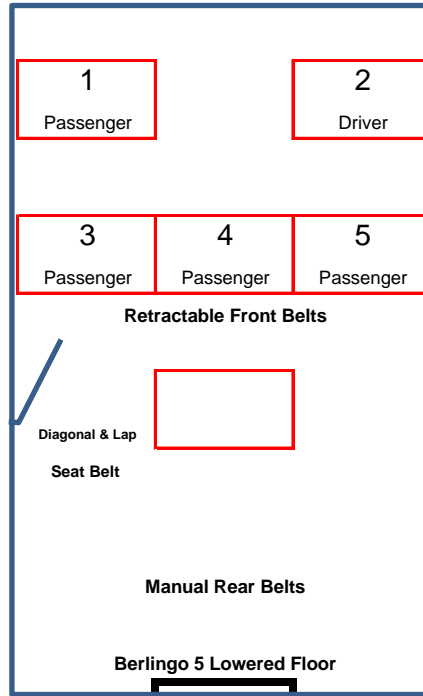 1 2
Passenger Driver
3 4 5
Passenger Passenger Passenger
Retractable Front Belts
Diagonal & Lap
Seat Belt
Manual Rear Belts
Berlingo 5 Lowered Floor